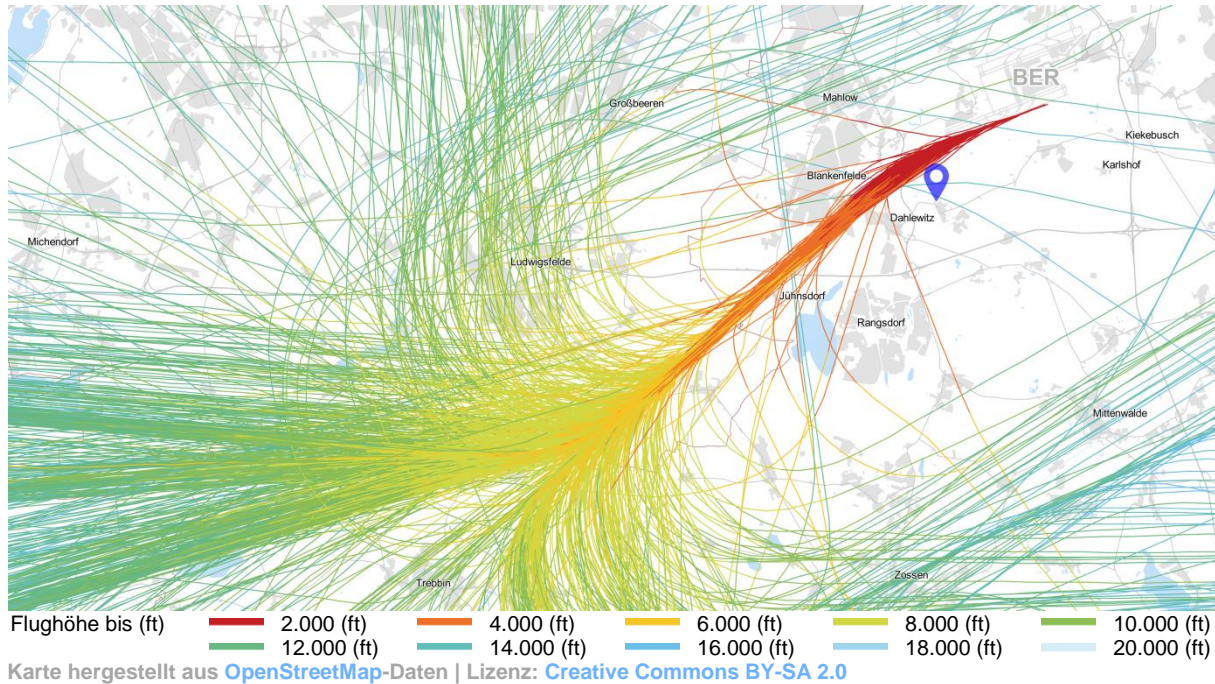 BER
Großbeeren
Mahlow
Kiekebusch
Karlshof
Blankenfelde
Dahlewitz
Michendorf
Ludwigsfelde
Jühnsdorf
Rangsdorf
Mittenwalde
Trebbin
Zossen
Flughöhe bis (ft) 2.000 (ft) 4.000 (ft) 6.000 (ft) 8.000 (ft) 10.000 (ft)
12.000 (ft) 14.000 (ft) 16.000 (ft) 18.000 (ft) 20.000 (ft)
Karte hergestellt aus OpenStreetMap-Daten | Lizenz: Creative Commons BY-SA 2.0